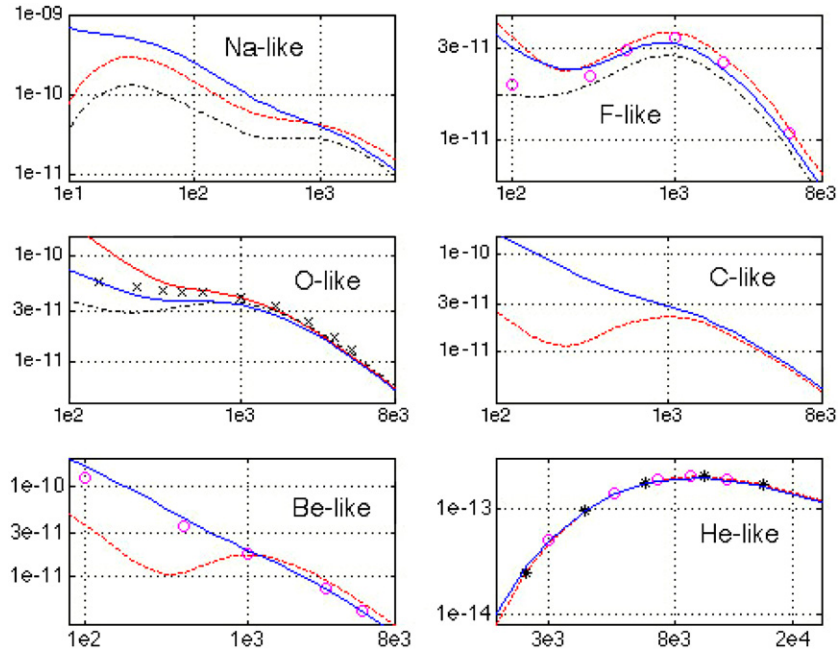 1e-09
Na-like
1e-10
1e-11
1e1 1e2 1e3
3e-11
F-like
1e-11
1e2 1e3 8e3
1e-10
O-like
3e-11
1e-11
1e2 1e3 8e3
1e-10
C-like
3e-11
1e-11
1e2 1e3 8e3
1e-10
Be-like
3e-11
1e-11
1e2 1e3 8e3
1e-13
He-like
1e-14
3e3 8e3 2e4